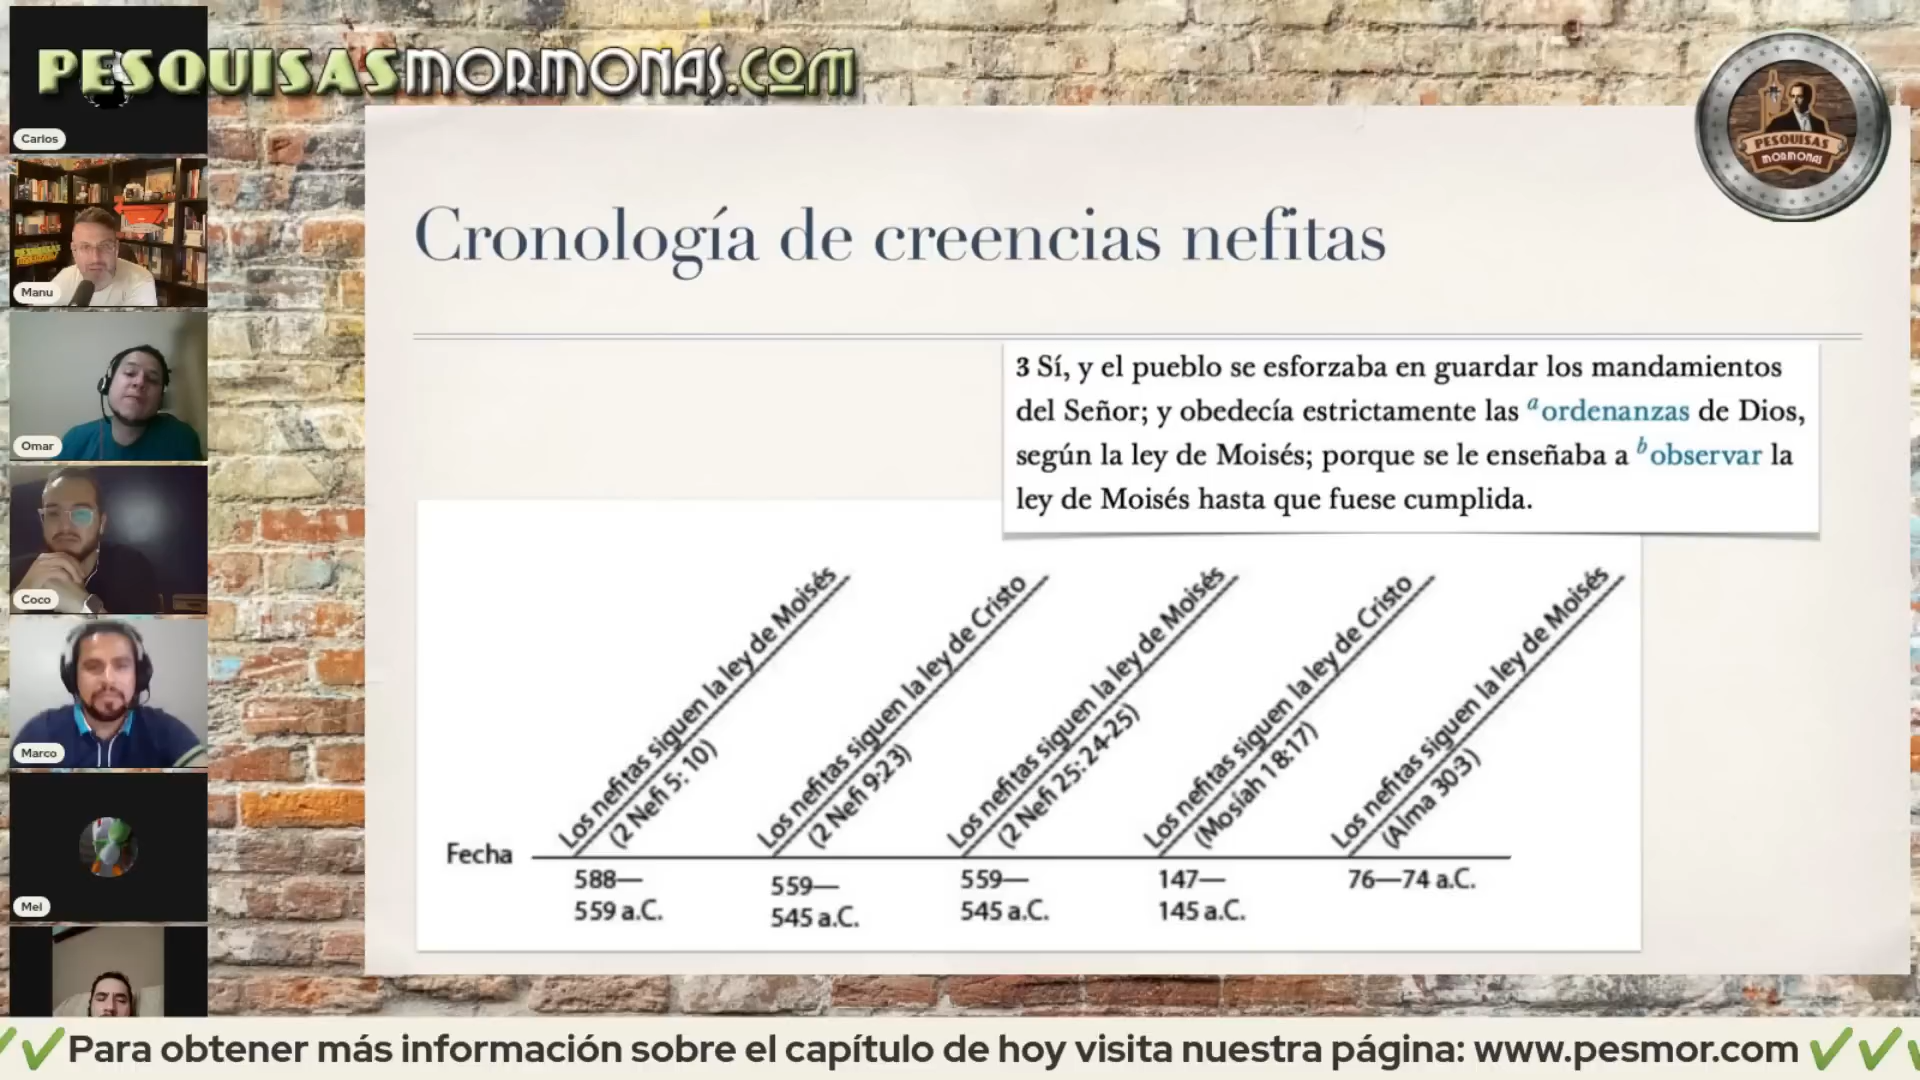 PESQUISASMORMONAS.COM
PESQUISAS
MORMONAS
Carlos
Manu
Omar
Coco
Marco
Mel
Cronología de creencias nefitas
3 Sí, y el pueblo se esforzaba en guardar los mandamientos
del Señor; y obedecía estrictamente las a ordenanzas de Dios,
según la ley de Moisés; porque se le enseñaba a b observar la
ley de Moisés hasta que fuese cumplida.
Los nefitas siguen la ley de Moisés
(2 Nefi 5: 10)
Los nefitas siguen la ley de Cristo
(2 Nefi 9:23)
Los nefitas siguen la ley de Moisés
(2 Nefi 25: 24-25)
Los nefitas siguen la ley de Cristo
(Mosíah 18:17)
Los nefitas siguen la ley de Moisés
(Alma 30:3)
Fecha
588—
559 a.C.
559—
545 a.C.
559—
545 a.C.
147—
145 a.C.
76—74 a.C.
Para obtener más información sobre el capítulo de hoy visita nuestra página: www.pesmor.com